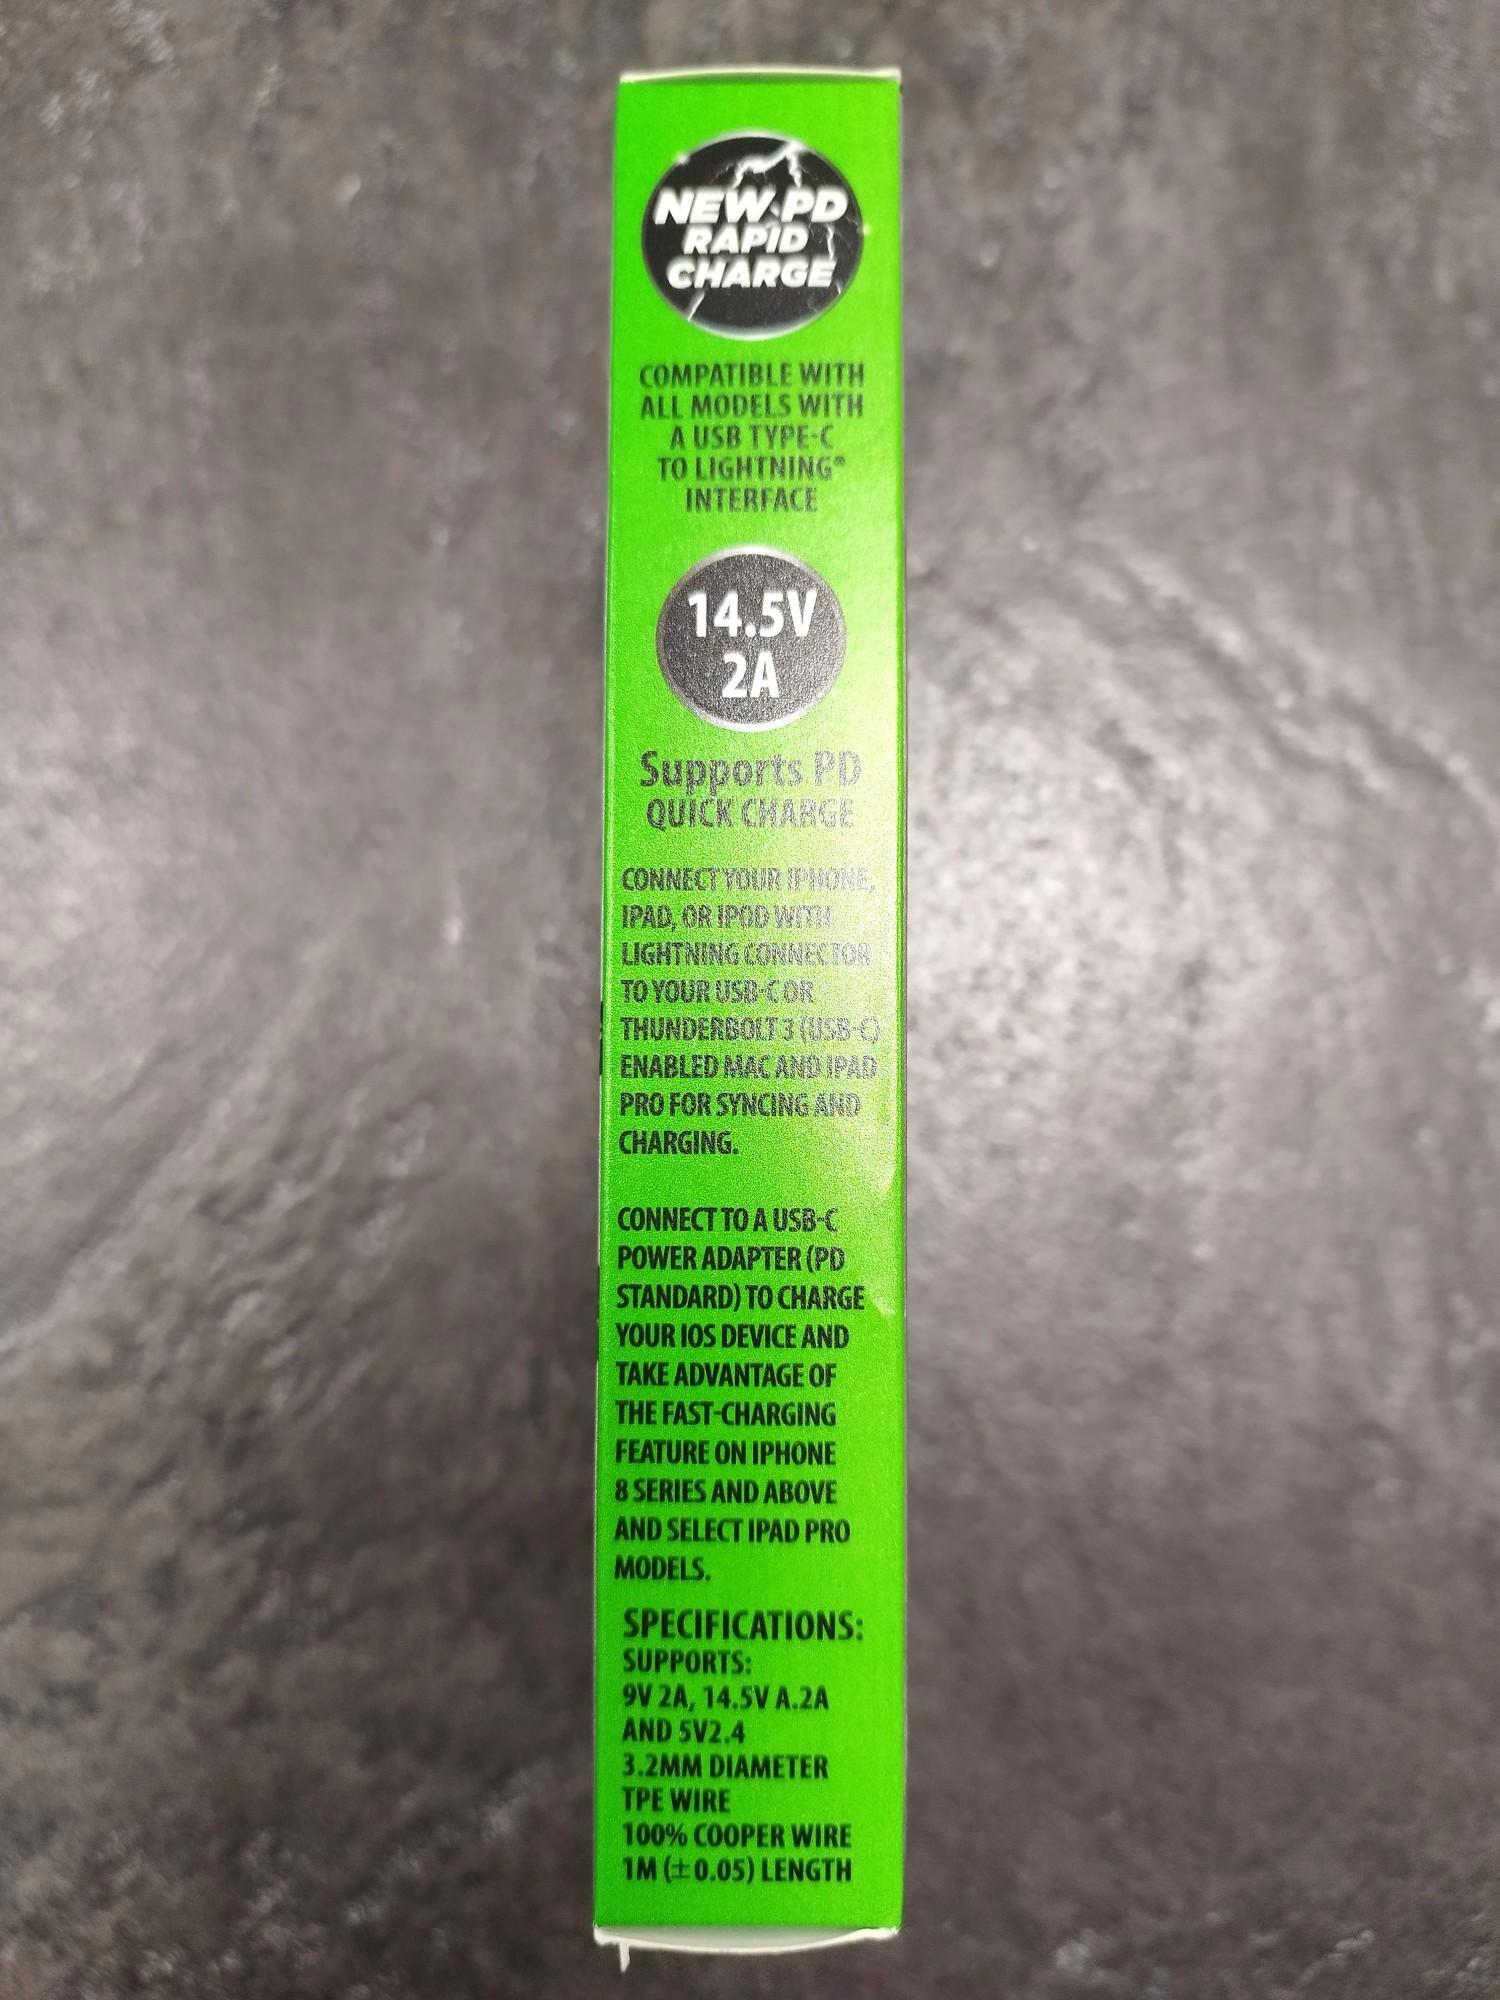 NEW PD
RAPID
CHARGE
COMPATIBLE WITH
ALL MODELS WITH
A USB TYPE-C
TO LIGHTNING®
INTERFACE
14.5V
2A
Supports PD
QUICK CHARGE
CONNECT YOUR IPHONE,
IPAD, OR IPOD WITH
LIGHTNING CONNECTOR
TO YOUR USB-C OR
THUNDERBOLT 3 (USB-C)
ENABLED MAC AND IPAD
PRO FOR SYNCING AND
CHARGING.
CONNECT TO A USB-C
POWER ADAPTER (PD
STANDARD) TO CHARGE
YOUR IOS DEVICE AND
TAKE ADVANTAGE OF
THE FAST-CHARGING
FEATURE ON IPHONE
8 SERIES AND ABOVE
AND SELECT IPAD PRO
MODELS.
SPECIFICATIONS:
SUPPORTS:
9V 2A, 14.5V A.2A
AND 5V2.4
3.2MM DIAMETER
TPE WIRE
100% COOPER WIRE
1M (±0.05) LENGTH